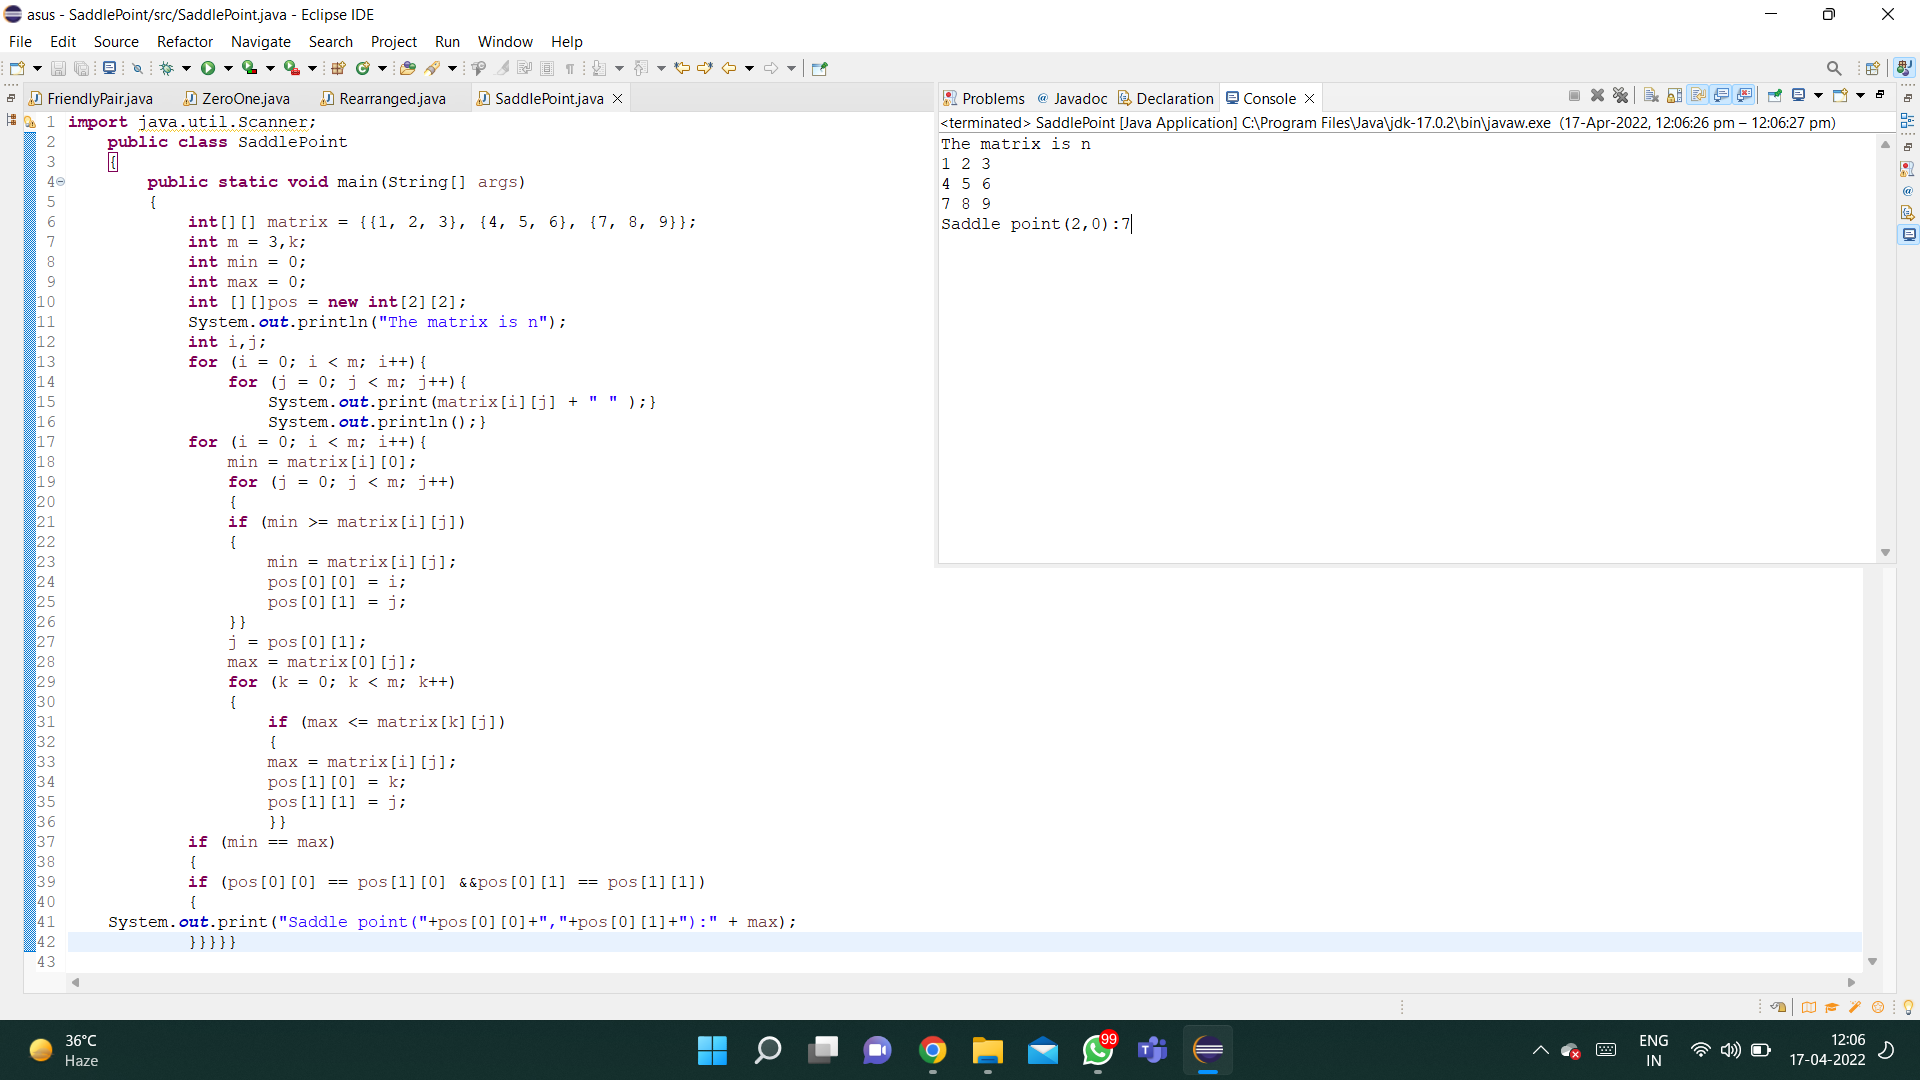 asus - SaddlePoint/src/SaddlePoint.java - Eclipse IDE
File Edit Source Refactor Navigate Search Project Run Window Help
FriendlyPair.java ZeroOne.java Rearranged.java SaddlePoint.java
1 import java.util.Scanner;
2 public class SaddlePoint
3 {
4 public static void main(String[] args)
5 {
6 int[][] matrix = {{1, 2, 3}, {4, 5, 6}, {7, 8, 9}};
7 int m = 3,k;
8 int min = 0;
9 int max = 0;
10 int [][]pos = new int[2][2];
11 System.out.println("The matrix is n");
12 int i,j;
13 for (i = 0; i < m; i++){
14 for (j = 0; j < m; j++){
15 System.out.print(matrix[i][j] + " " );}
16 System.out.println();}
17 for (i = 0; i < m; i++){
18 min = matrix[i][0];
19 for (j = 0; j < m; j++)
20 {
21 if (min >= matrix[i][j])
22 {
23 min = matrix[i][j];
24 pos[0][0] = i;
25 pos[0][1] = j;
26 }}
27 j = pos[0][1];
28 max = matrix[0][j];
29 for (k = 0; k < m; k++)
30 {
31 if (max <= matrix[k][j])
32 {
33 max = matrix[i][j];
34 pos[1][0] = k;
35 pos[1][1] = j;
36 }}
37 if (min == max)
38 {
39 if (pos[0][0] == pos[1][0] &&pos[0][1] == pos[1][1])
40 {
41 System.out.print("Saddle point("+pos[0][0]+","+pos[0][1]+"):" + max);
42 }}}}}
43
Problems Javadoc Declaration Console
<terminated> SaddlePoint [Java Application] C:\Program Files\Java\jdk-17.0.2\bin\javaw.exe (17-Apr-2022, 12:06:26 pm – 12:06:27 pm)
The matrix is n
1 2 3
4 5 6
7 8 9
Saddle point(2,0):7
36°C
Haze
99
ENG
IN
12:06
17-04-2022